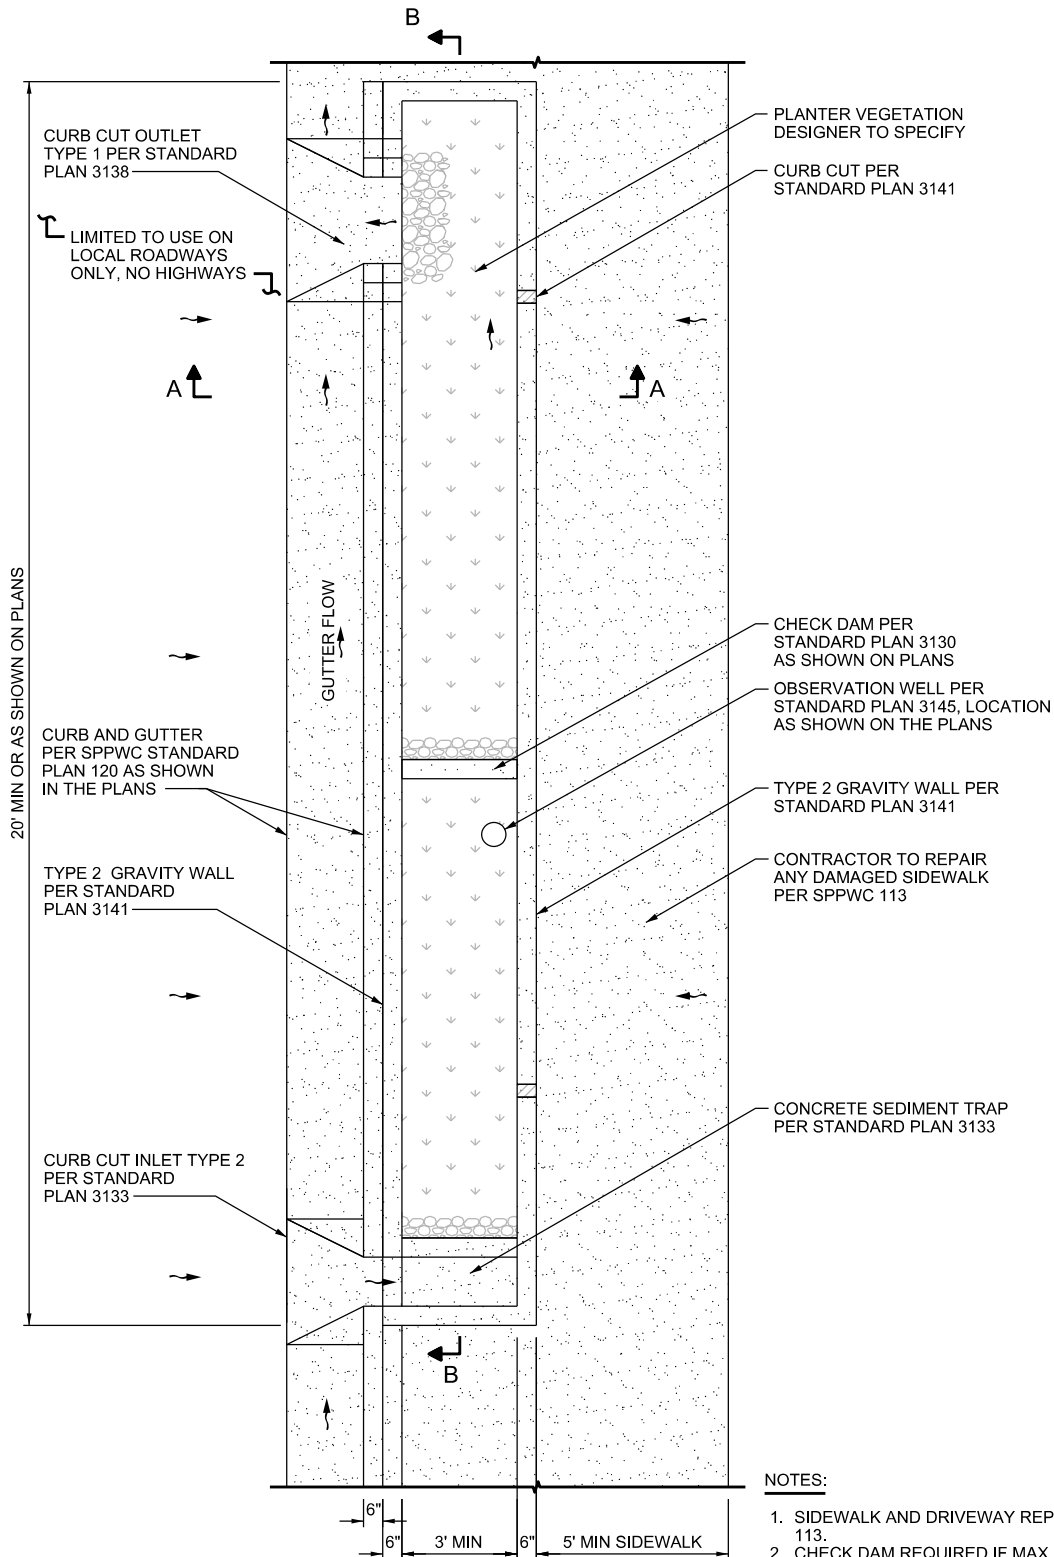 B
PLANTER VEGETATION
DESIGNER TO SPECIFY
CURB CUT OUTLET
TYPE 1 PER STANDARD
PLAN 3138
CURB CUT PER
STANDARD PLAN 3141
LIMITED TO USE ON
LOCAL ROADWAYS
ONLY, NO HIGHWAYS
A
A
20' MIN OR AS SHOWN ON PLANS
GUTTER FLOW
CHECK DAM PER
STANDARD PLAN 3130
AS SHOWN ON PLANS
OBSERVATION WELL PER
STANDARD PLAN 3145, LOCATION
AS SHOWN ON THE PLANS
CURB AND GUTTER
PER SPPWC STANDARD
PLAN 120 AS SHOWN
IN THE PLANS
TYPE 2 GRAVITY WALL PER
STANDARD PLAN 3141
TYPE 2 GRAVITY WALL
PER STANDARD
PLAN 3141
CONTRACTOR TO REPAIR
ANY DAMAGED SIDEWALK
PER SPPWC 113
CONCRETE SEDIMENT TRAP
PER STANDARD PLAN 3133
CURB CUT INLET TYPE 2
PER STANDARD
PLAN 3133
B
6"
6"
3' MIN
6"
5' MIN SIDEWALK
NOTES:
1. SIDEWALK AND DRIVEWAY REP
113.
2. CHECK DAM REQUIRED IF MAX